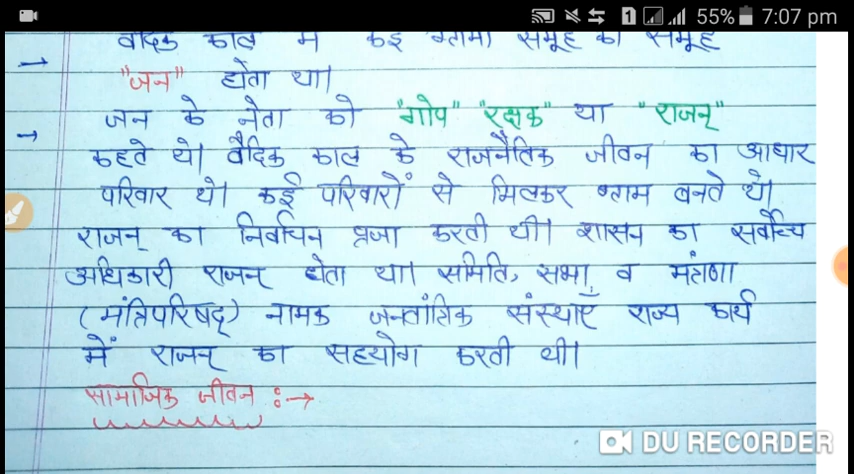 1 55% 7:07 pm
वैदिक काल में कई ग्रामों समूह का समूह
→ "जन" होता था।
→ जन के नेता को "गोप" "रक्षक" या "राजन्"
कहते थे। वैदिक काल के राजनैतिक जीवन का आधार
परिवार थे। कई परिवारों से मिलकर ग्राम बनते थे।
राजन् का निर्वाचन प्रजा करती थी। शासन का सर्वोच्च
अधिकारी राजन् होता था। समिति, सभा व मंत्रणा
(मंत्रिपरिषद्) नामक जनतांत्रिक संस्थाएँ राज्य कार्य
में राजन् का सहयोग करती थी।
सामाजिक जीवन :→
DU RECORDER